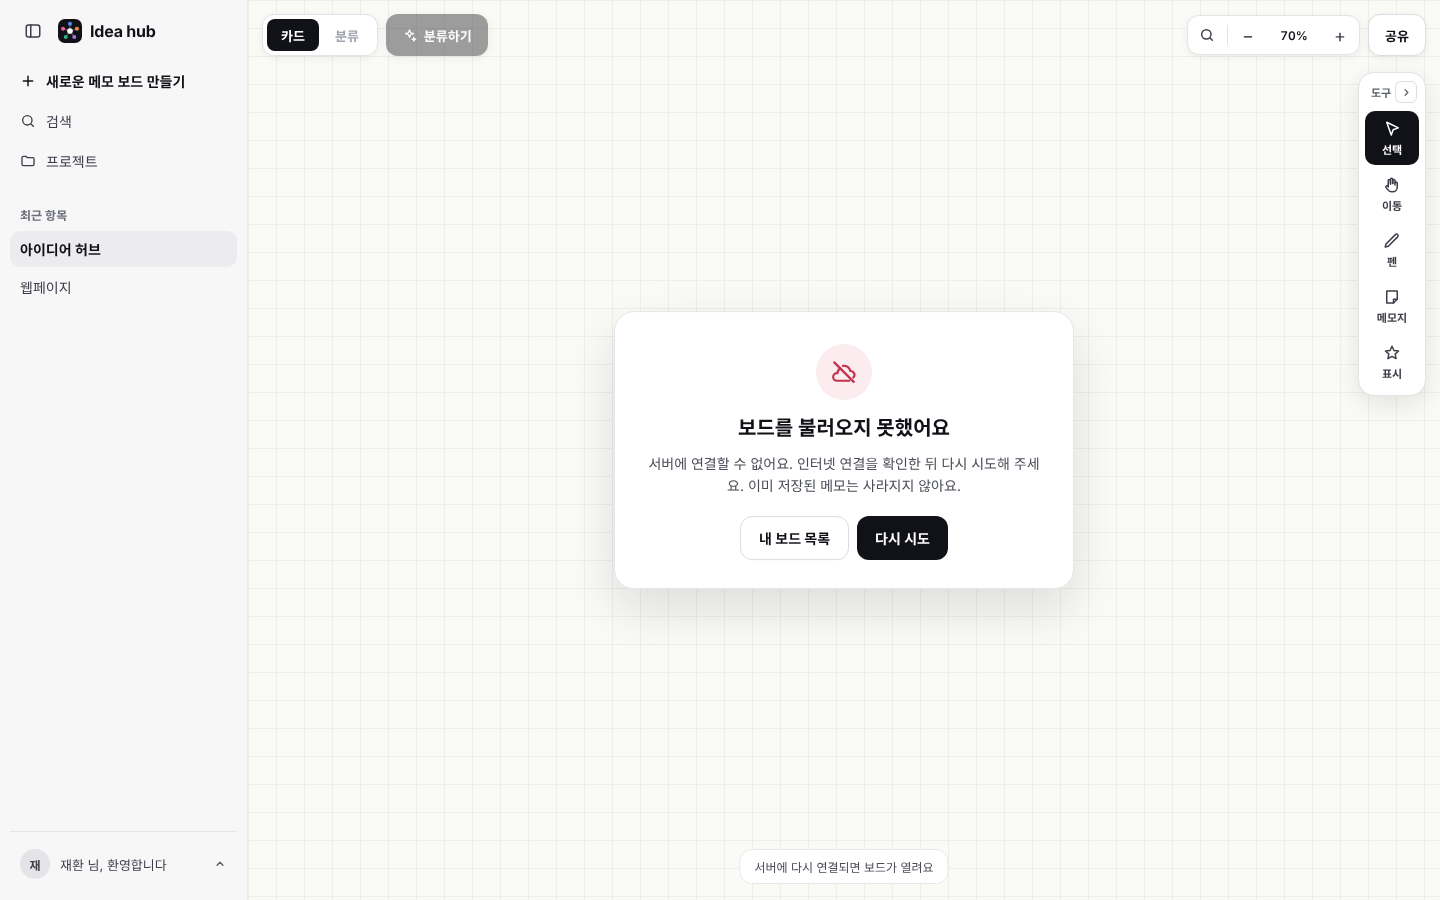 Idea hub
새로운 메모 보드 만들기
검색
프로젝트
최근 항목
아이디어 허브
웹페이지
재
재환 님, 환영합니다
카드
분류
분류하기
70%
공유
도구
선택
이동
펜
메모지
표시
보드를 불러오지 못했어요
서버에 연결할 수 없어요. 인터넷 연결을 확인한 뒤 다시 시도해 주세
요. 이미 저장된 메모는 사라지지 않아요.
내 보드 목록
다시 시도
서버에 다시 연결되면 보드가 열려요